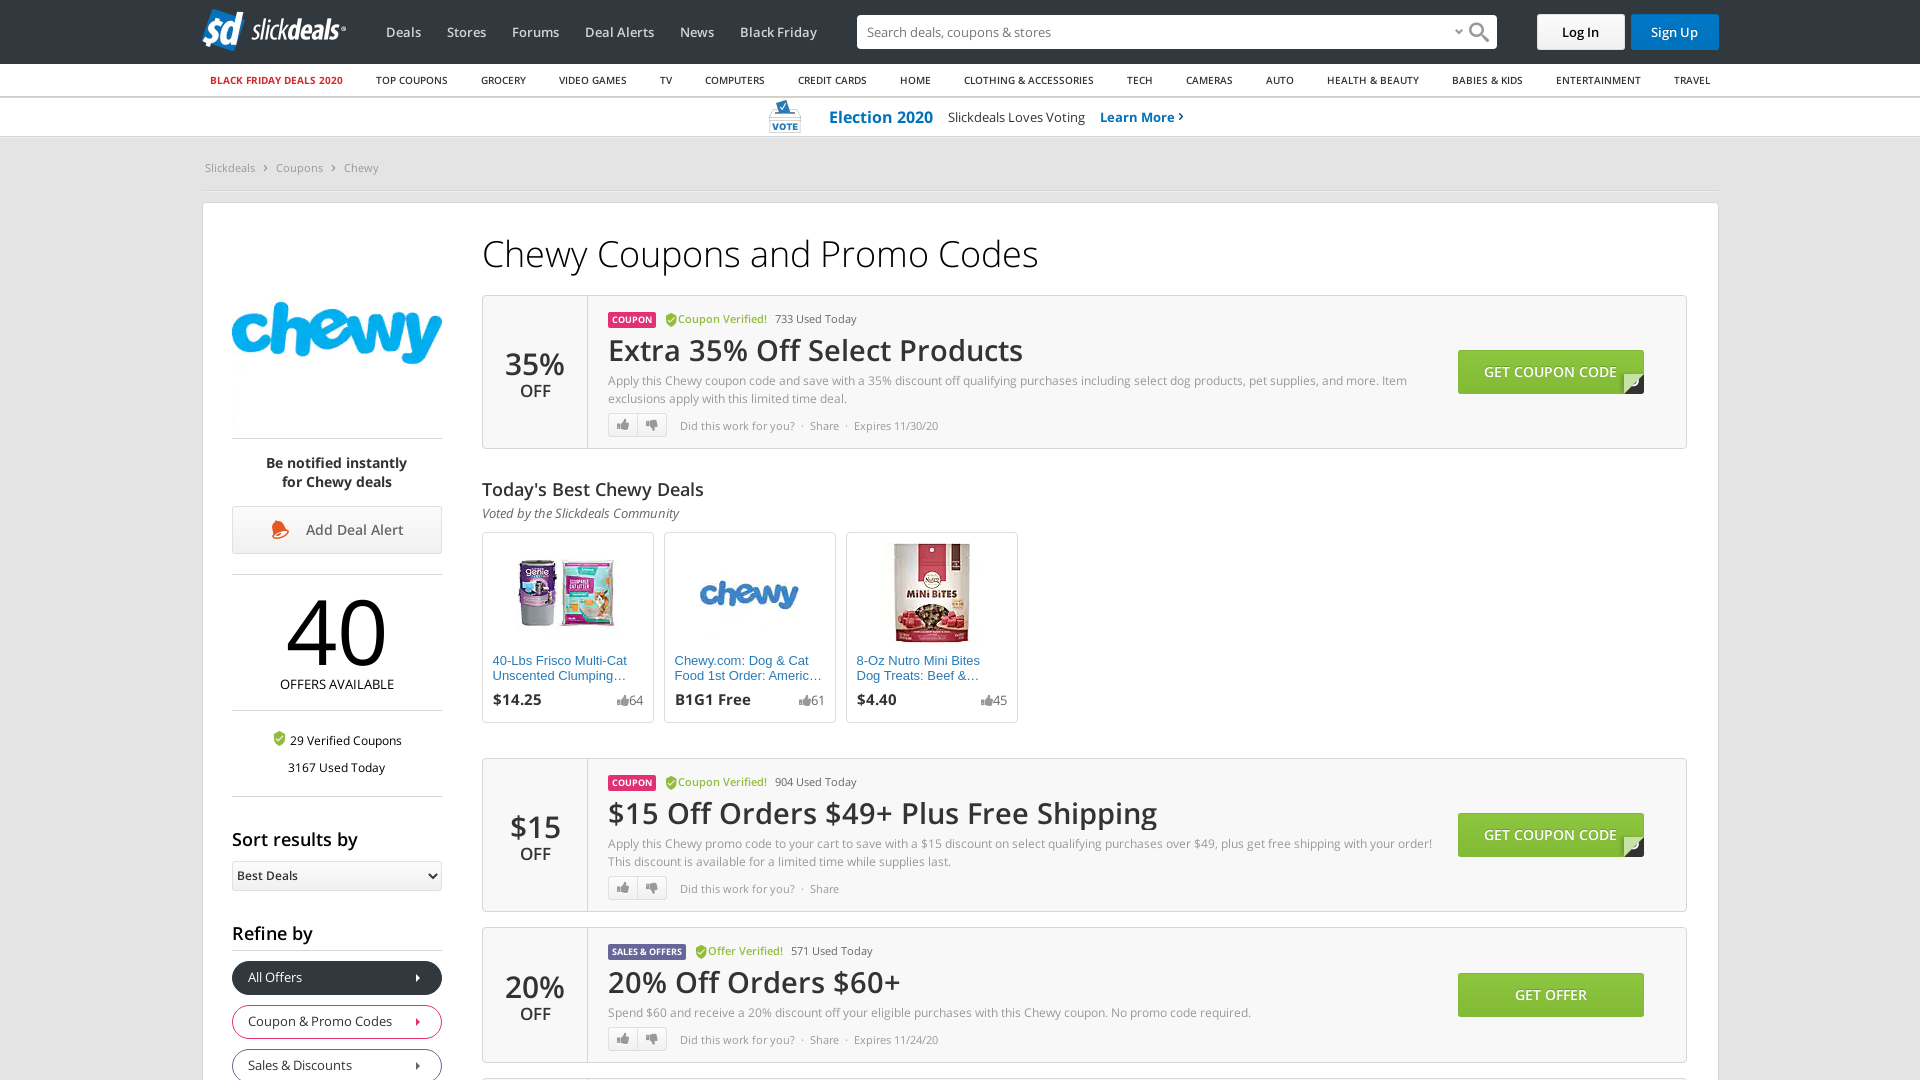 slickdeals
Deals
Stores
Forums
Deal Alerts
News
Black Friday
Search deals, coupons & stores
Log In
Sign Up
BLACK FRIDAY DEALS 2020
TOP COUPONS
GROCERY
VIDEO GAMES
TV
COMPUTERS
CREDIT CARDS
HOME
CLOTHING & ACCESSORIES
TECH
CAMERAS
AUTO
HEALTH & BEAUTY
BABIES & KIDS
ENTERTAINMENT
TRAVEL
VOTE
Election 2020
Slickdeals Loves Voting
Learn More
Slickdeals
Coupons
Chewy
chewy
Be notified instantly
for Chewy deals
Add Deal Alert
40
OFFERS AVAILABLE
29 Verified Coupons
3167 Used Today
Sort results by
Best Deals
Refine by
All Offers
Coupon & Promo Codes
Sales & Discounts
Chewy Coupons and Promo Codes
35%
OFF
COUPON
Coupon Verified!
733 Used Today
Extra 35% Off Select Products
Apply this Chewy coupon code and save with a 35% discount off qualifying purchases including select dog products, pet supplies, and more. Item
exclusions apply with this limited time deal.
Did this work for you? · Share · Expires 11/30/20
GET COUPON CODE
Today's Best Chewy Deals
Voted by the Slickdeals Community
genie
40-Lbs Frisco Multi-Cat
Unscented Clumping…
$14.25
64
chewy
Chewy.com: Dog & Cat
Food 1st Order: Americ…
B1G1 Free
61
Nutro
MiNi BiTES
8-Oz Nutro Mini Bites
Dog Treats: Beef &…
$4.40
45
$15
OFF
COUPON
Coupon Verified!
904 Used Today
$15 Off Orders $49+ Plus Free Shipping
Apply this Chewy promo code to your cart to save with a $15 discount on select qualifying purchases over $49, plus get free shipping with your order!
This discount is available for a limited time while supplies last.
Did this work for you? · Share
GET COUPON CODE
20%
OFF
SALES & OFFERS
Offer Verified!
571 Used Today
20% Off Orders $60+
Spend $60 and receive a 20% discount off your eligible purchases with this Chewy coupon. No promo code required.
Did this work for you? · Share · Expires 11/24/20
GET OFFER